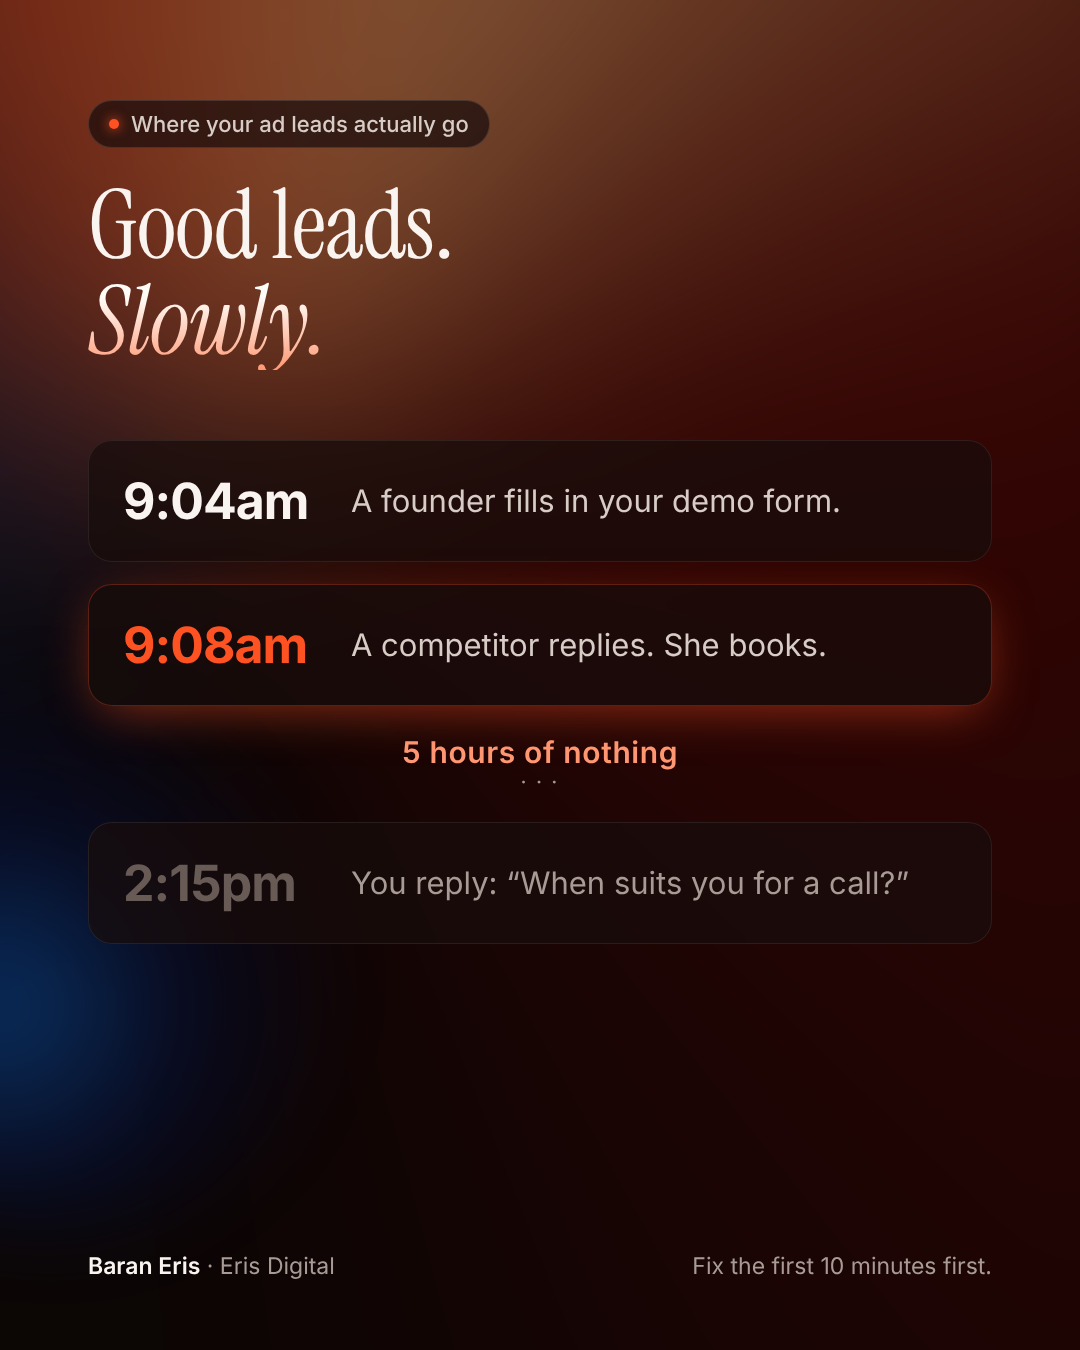 Where your ad leads actually go
Good leads.
Slowly.
9:04am A founder fills in your demo form.
9:08am A competitor replies. She books.
5 hours of nothing
· · ·
2:15pm You reply: “When suits you for a call?”
Baran Eris · Eris Digital
Fix the first 10 minutes first.